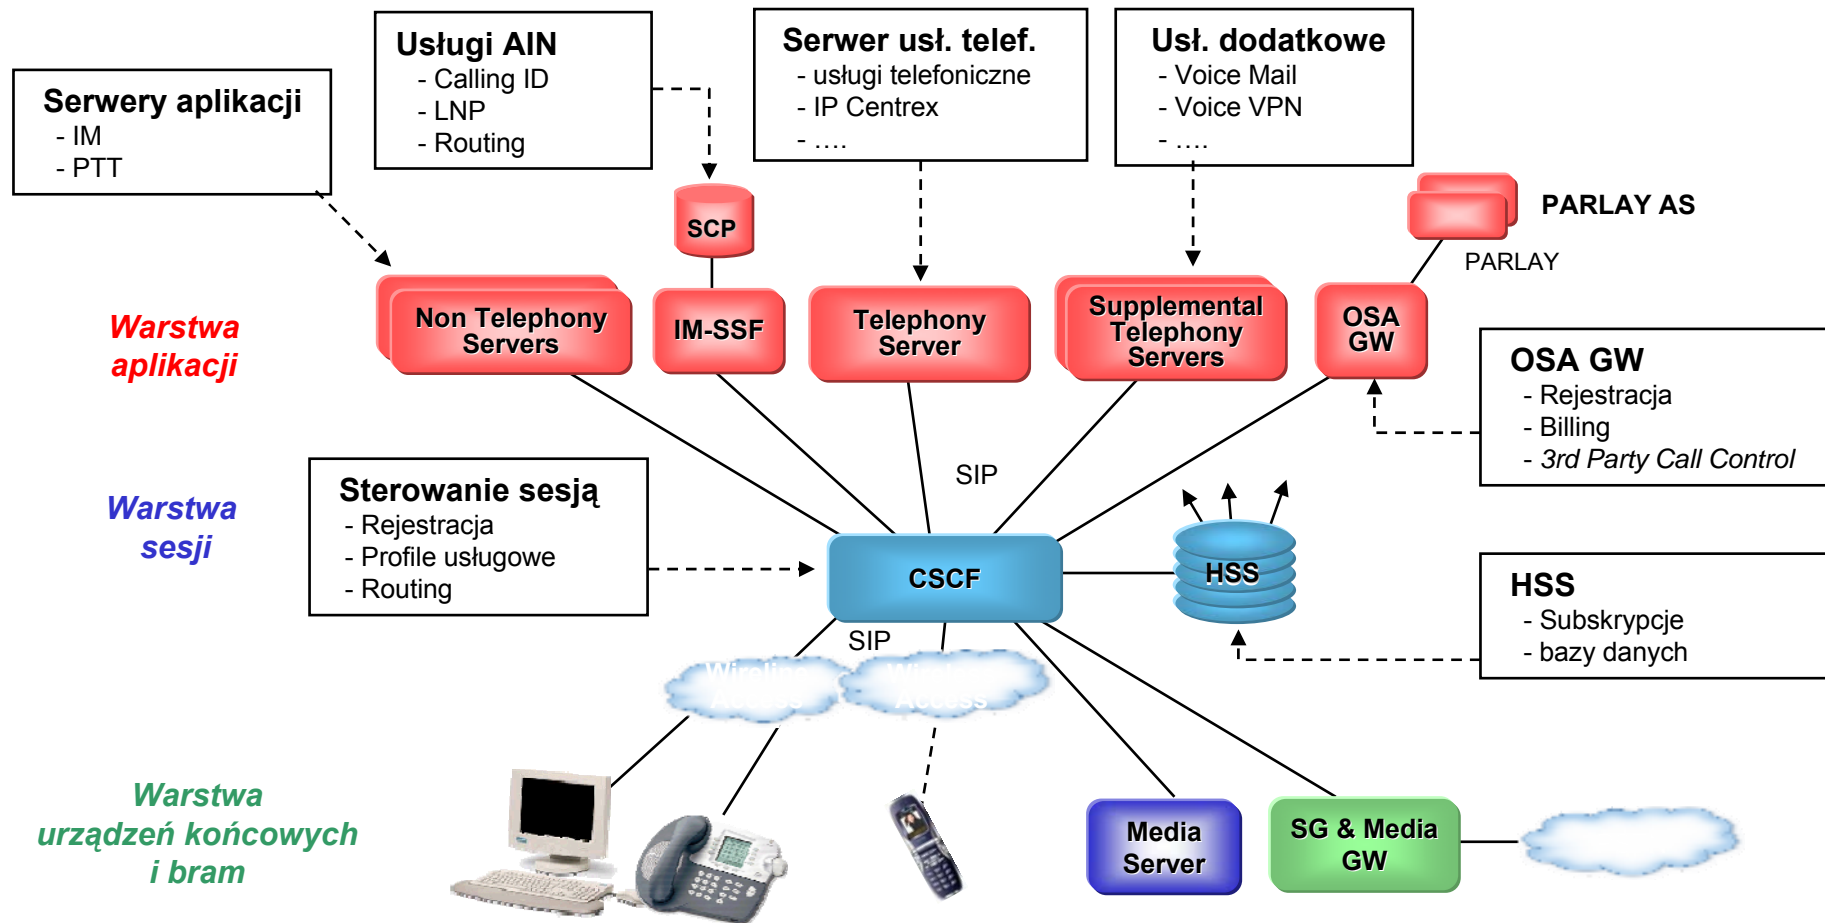 Usługi AIN
- Calling ID
- LNP
- Routing
Serwer usł. telef.
- usługi telefoniczne
- IP Centrex
- ....
Usł. dodatkowe
- Voice Mail
- Voice VPN
- ....
Serwery aplikacji
- IM
- PTT
SCP
PARLAY AS
PARLAY
Warstwa
aplikacji
Non Telephony
Servers
IM-SSF
Telephony
Server
Supplemental
Telephony
Servers
OSA
GW
OSA GW
- Rejestracja
- Billing
- 3rd Party Call Control
Warstwa
sesji
Sterowanie sesją
- Rejestracja
- Profile usługowe
- Routing
SIP
CSCF
HSS
HSS
- Subskrypcje
- bazy danych
SIP
Wireline
Access
Access
Warstwa
urządzeń końcowych
i bram
Media
Server
SG & Media
GW